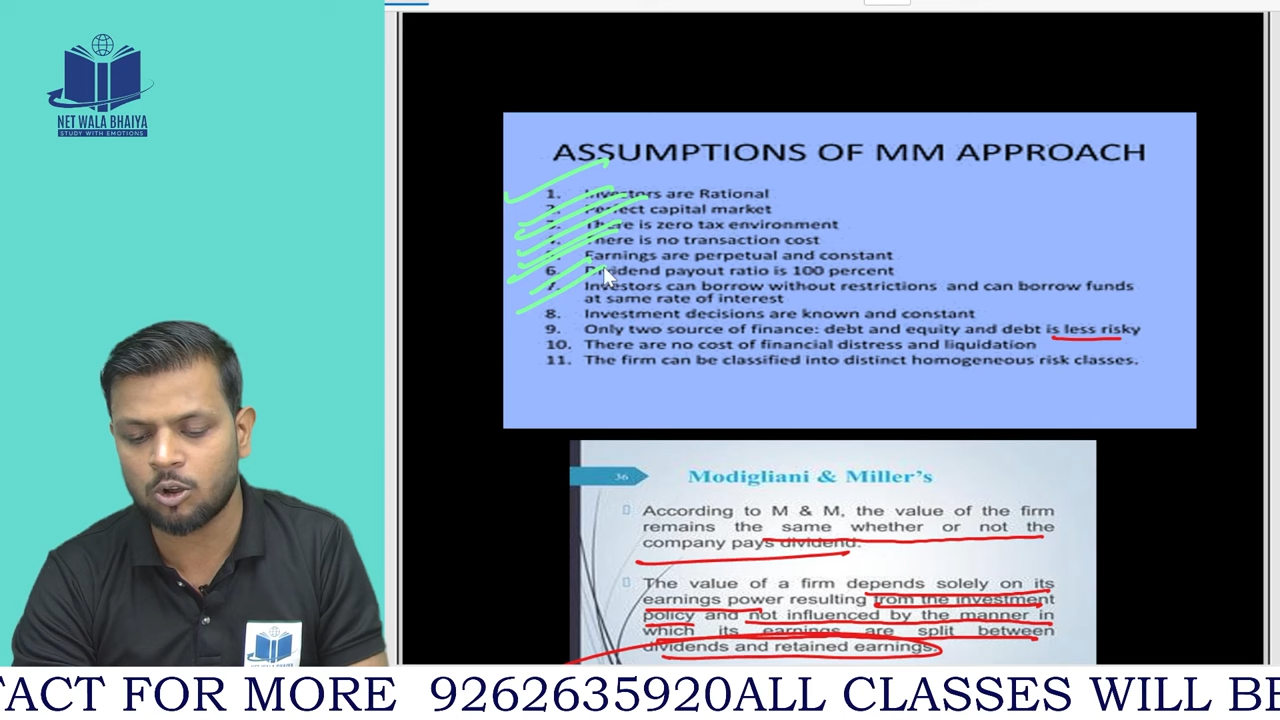 NET WALA BHAIYA
STUDY WITH EMOTIONS
ASSUMPTIONS OF MM APPROACH
1. Investors are Rational
2. Perfect capital market
3. There is zero tax environment
4. There is no transaction cost
5. Earnings are perpetual and constant
6. Dividend payout ratio is 100 percent
7. Investors can borrow without restrictions and can borrow funds
at same rate of interest
8. Investment decisions are known and constant
9. Only two source of finance: debt and equity and debt is less risky
10. There are no cost of financial distress and liquidation
11. The firm can be classified into distinct homogeneous risk classes.
36
Modigliani & Miller's
According to M & M, the value of the firm
remains the same whether or not the
company pays dividend.
The value of a firm depends solely on its
earnings power resulting from the investment
policy and not influenced by the manner in
which its earnings are split between
dividends and retained earnings.
NET WALA BHAIYA
TACT FOR MORE 9262635920ALL CLASSES WILL BE